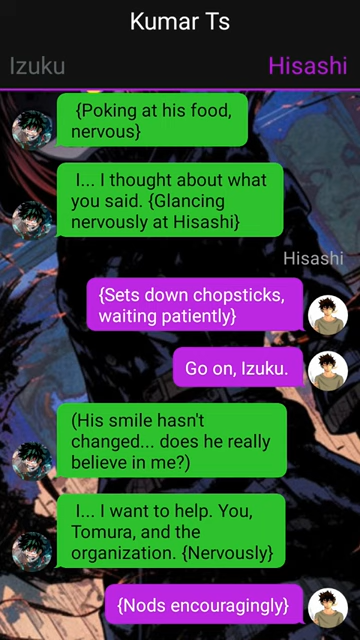 Kumar Ts
Izuku
Hisashi
{Poking at his food,
nervous}
I... I thought about what
you said. {Glancing
nervously at Hisashi}
Hisashi
{Sets down chopsticks,
waiting patiently}
Go on, Izuku.
(His smile hasn't
changed... does he really
believe in me?)
I... I want to help. You,
Tomura, and the
organization. {Nervously}
{Nods encouragingly}